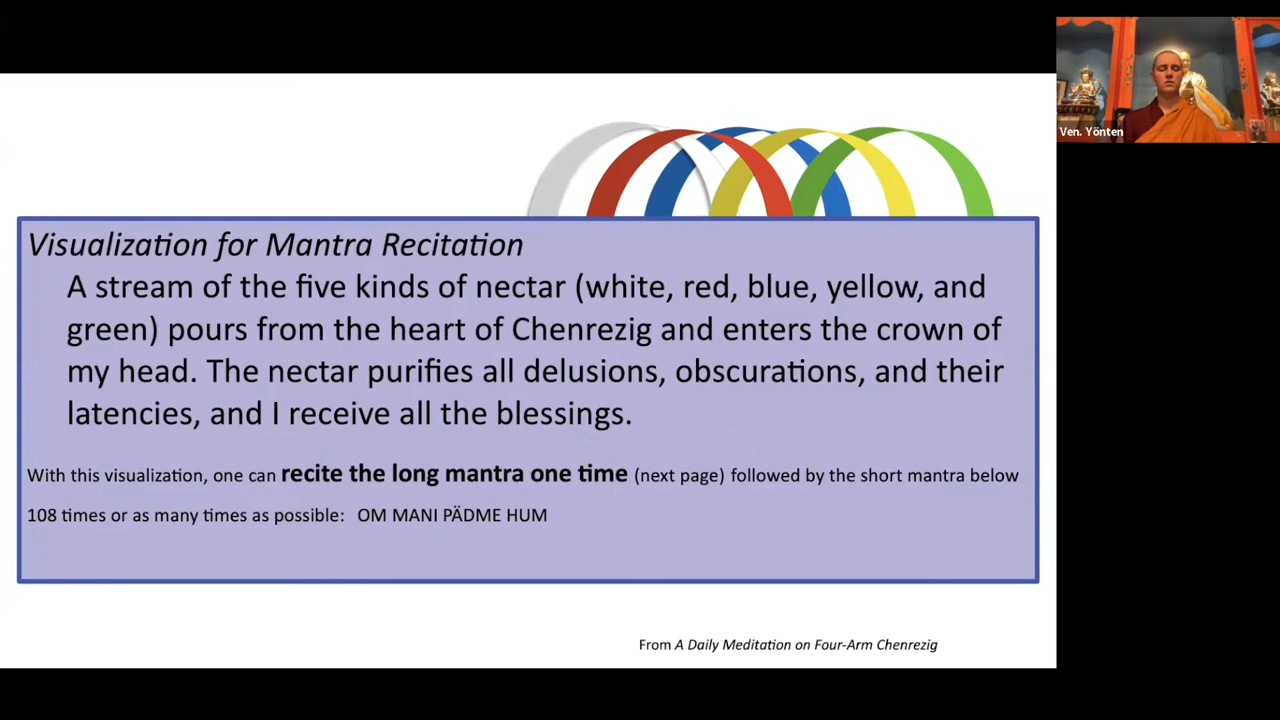 Ven. Yönten
Visualization for Mantra Recitation
A stream of the five kinds of nectar (white, red, blue, yellow, and
green) pours from the heart of Chenrezig and enters the crown of
my head. The nectar purifies all delusions, obscurations, and their
latencies, and I receive all the blessings.
With this visualization, one can recite the long mantra one time (next page) followed by the short mantra below
108 times or as many times as possible: OM MANI PÄDME HUM
From A Daily Meditation on Four-Arm Chenrezig